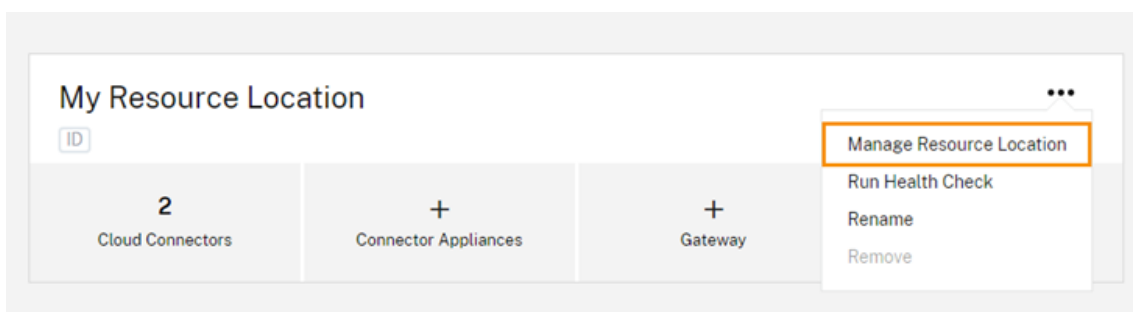 My Resource Location
ID
Manage Resource Location
Run Health Check
Rename
Remove
2
Cloud Connectors
+
Connector Appliances
+
Gateway